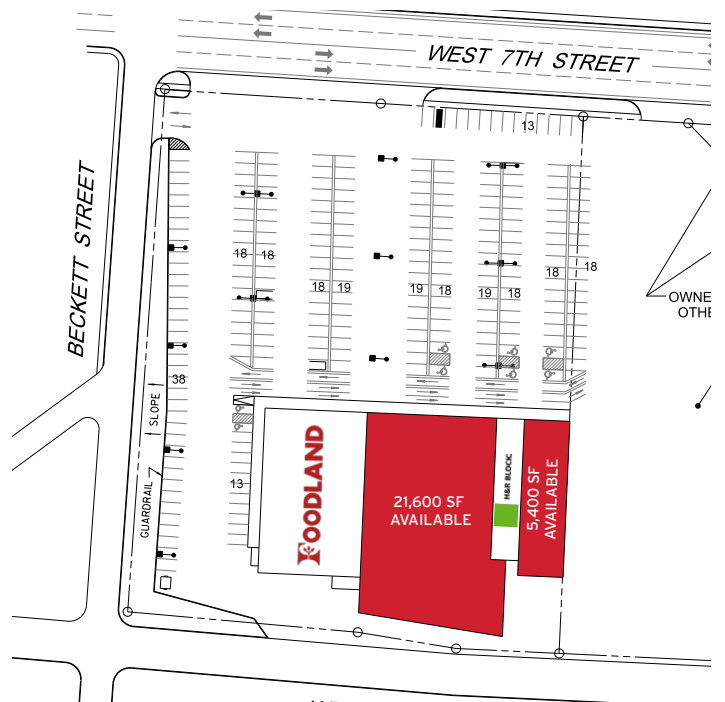 WEST 7TH STREET
13
BECKETT STREET
18 18
18 19
19 18
19 18
18 18
OWNE
OTHE
38
SLOPE
GUARDRAIL
13
FOODLAND
21,600 SF
AVAILABLE
H&R BLOCK
5,400 SF
AVAILABLE